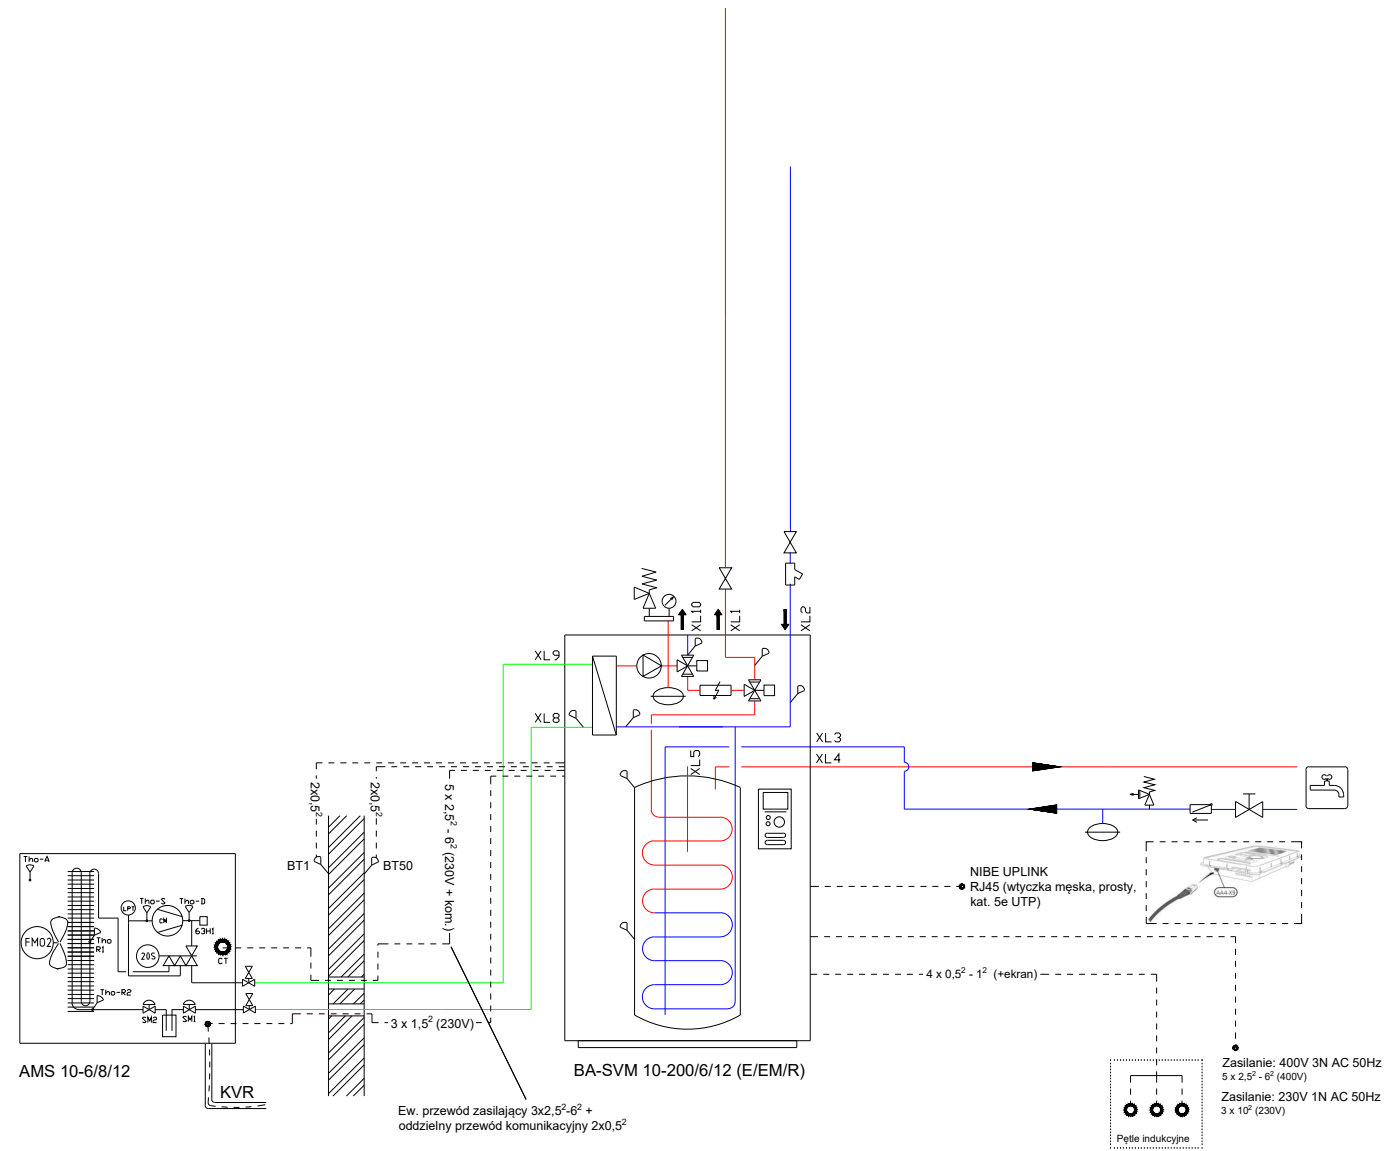 XL10
XL1
XL2
XL9
XL8
XL3
XL4
XL5
2x0,5²
2x0,5²
5 x 2,5² - 6² (230V + kom.)
BT1
BT50
Tho-A
Tho-S
Tho-D
LPT
CM
63H1
FM02
Tho
R1
20S
CT
Tho-R2
SM2
SM1
3 x 1,5² (230V)
AMS 10-6/8/12
KVR
BA-SVM 10-200/6/12 (E/EM/R)
Ew. przewód zasilający 3x2,5²-6² +
oddzielny przewód komunikacyjny 2x0,5²
NIBE UPLINK
RJ45 (wtyczka męska, prosty,
kat. 5e UTP)
AA4-X9
4 x 0,5² - 1² (+ekran)
Zasilanie: 400V 3N AC 50Hz
5 x 2,5² - 6² (400V)
Zasilanie: 230V 1N AC 50Hz
3 x 10² (230V)
Pętle indukcyjne